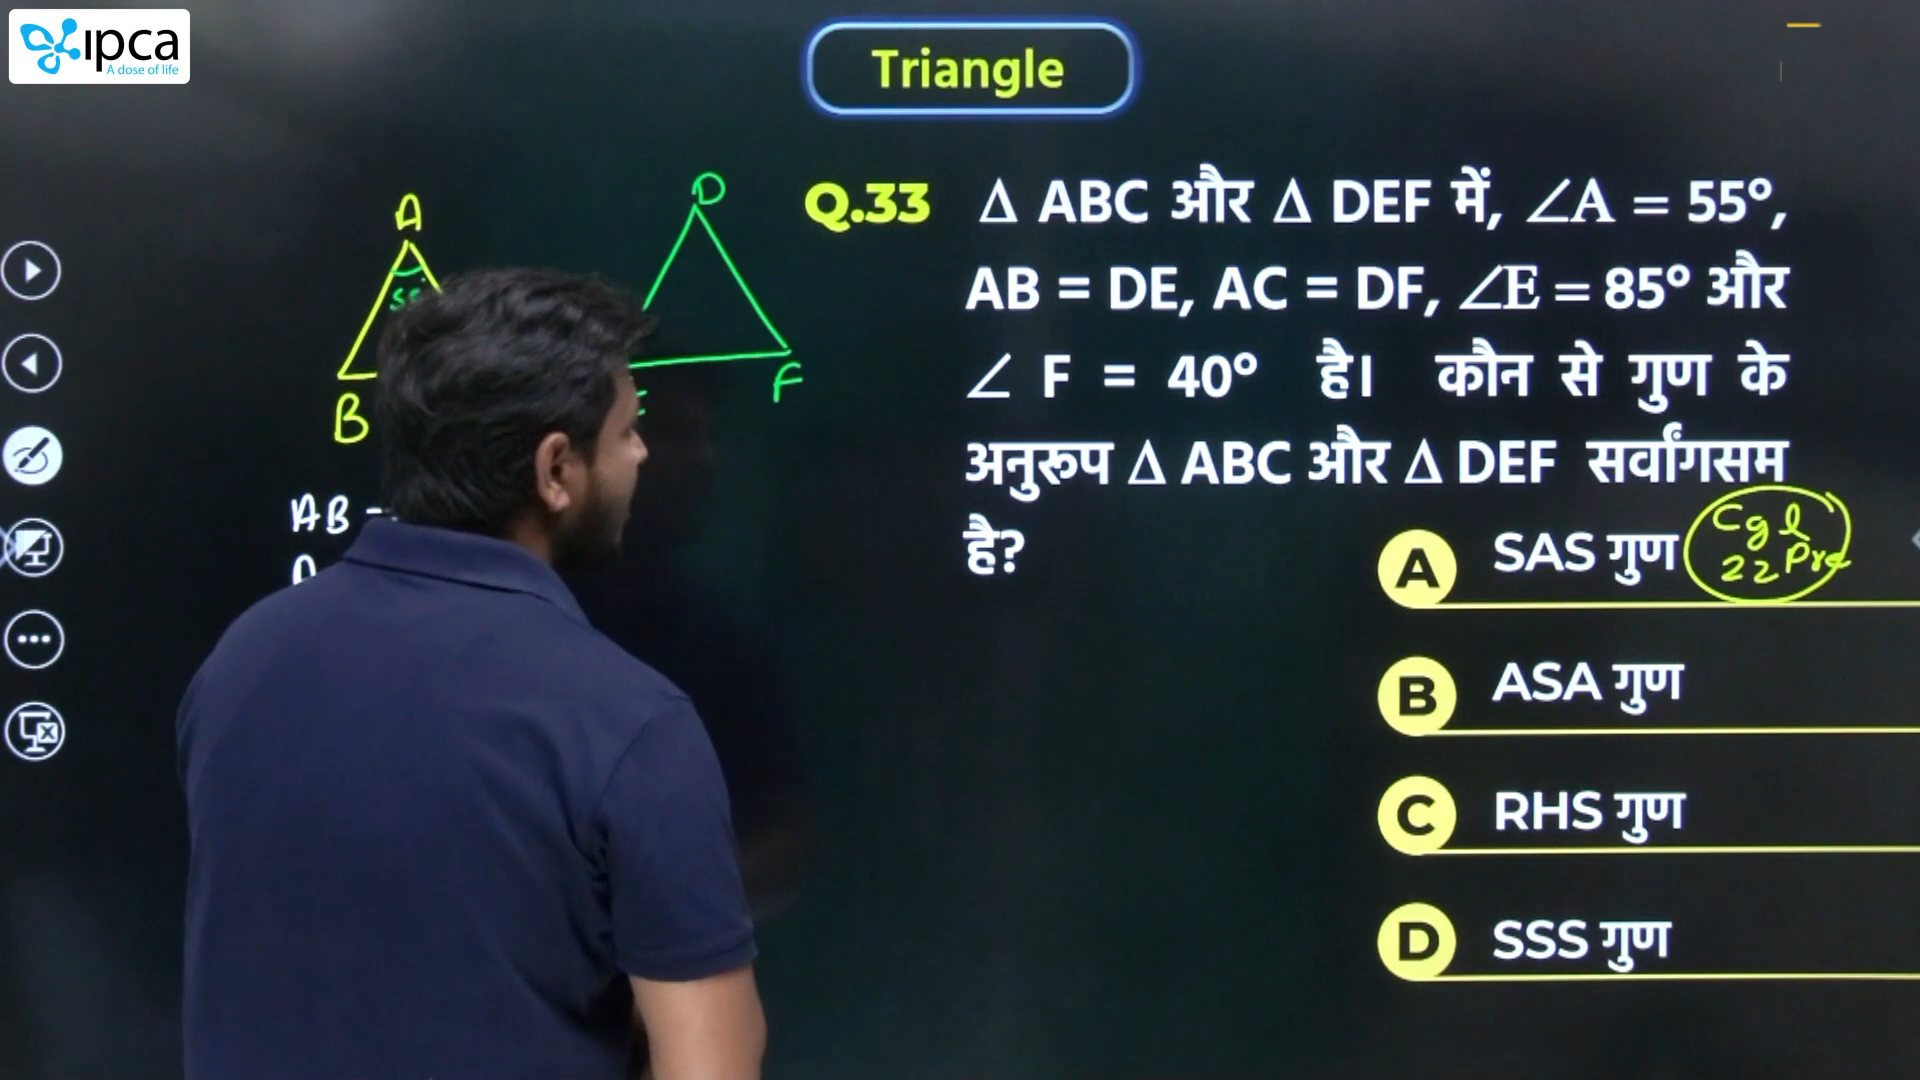 ipca
A dose of life
Triangle
Q.33 Δ ABC और Δ DEF में, ∠A = 55°,
AB = DE, AC = DF, ∠E = 85° और
∠ F = 40° है। कौन से गुण के
अनुरूप Δ ABC और Δ DEF सर्वांगसम
है?
A SAS गुण
Cgl
22 Pre
B ASA गुण
C RHS गुण
D SSS गुण
A
55°
B
D
F
AB